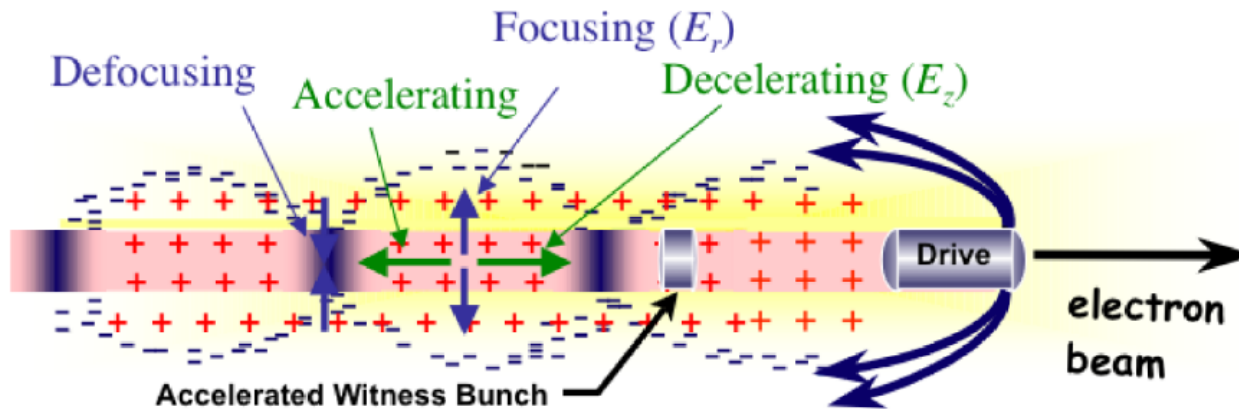 Focusing (E_r)
Defocusing
Accelerating
Decelerating (E_z)
Drive
electron
beam
Accelerated Witness Bunch